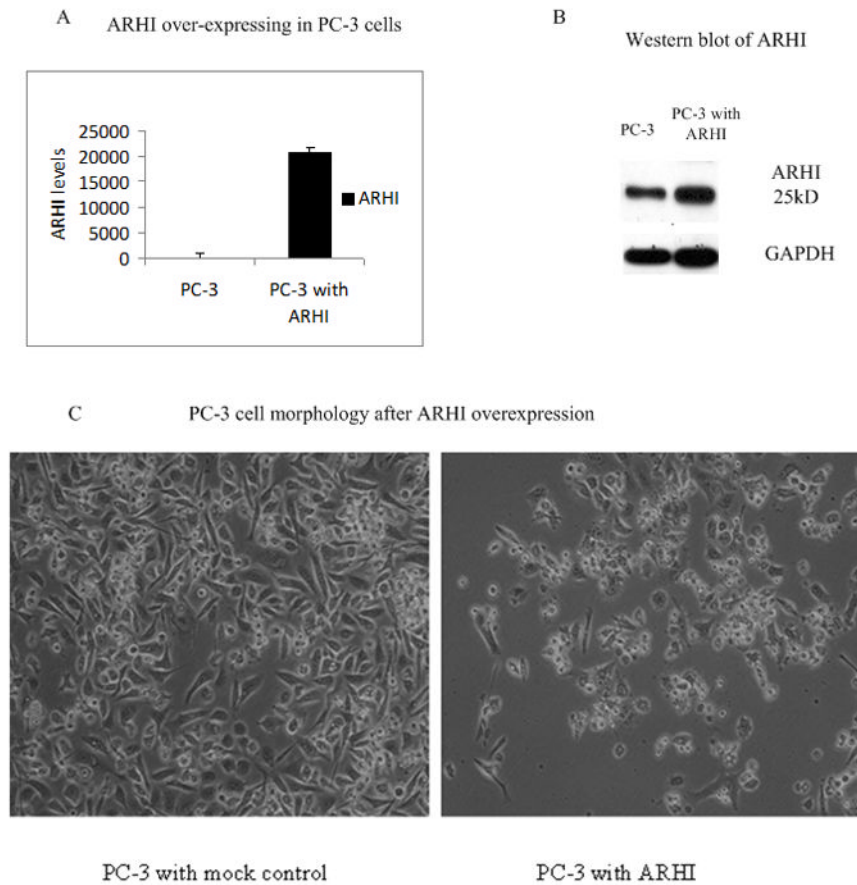 A
ARHI over-expressing in PC-3 cells
ARHI levels
25000
20000
15000
10000
5000
0
PC-3
PC-3 with
ARHI
ARHI
B
Western blot of ARHI
PC-3
PC-3 with
ARHI
ARHI
25kD
GAPDH
C
PC-3 cell morphology after ARHI overexpression
PC-3 with mock control
PC-3 with ARHI